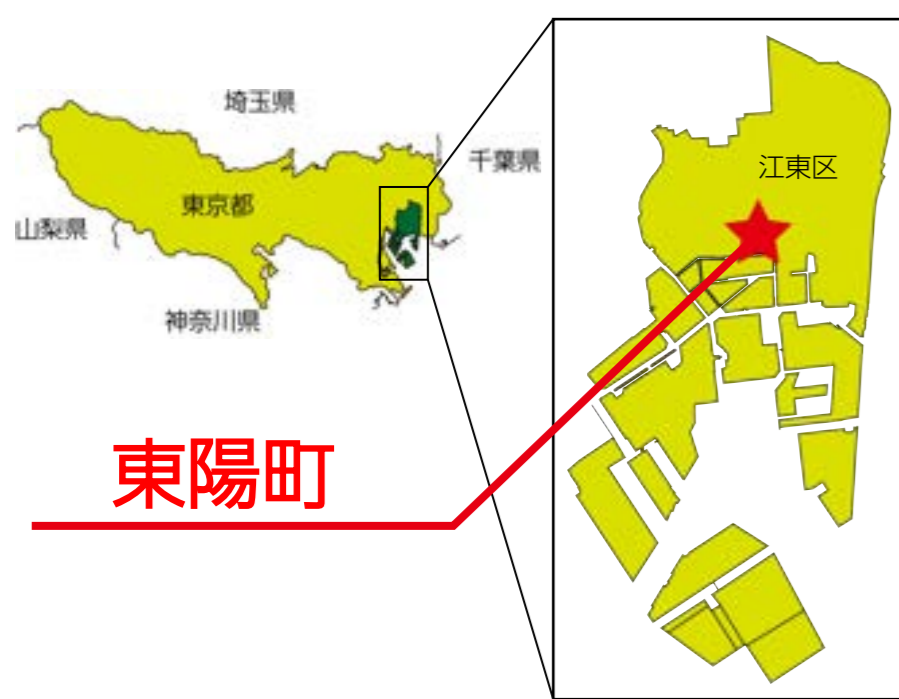 埼玉県
千葉県
東京都
山梨県
神奈川県
江東区
東陽町